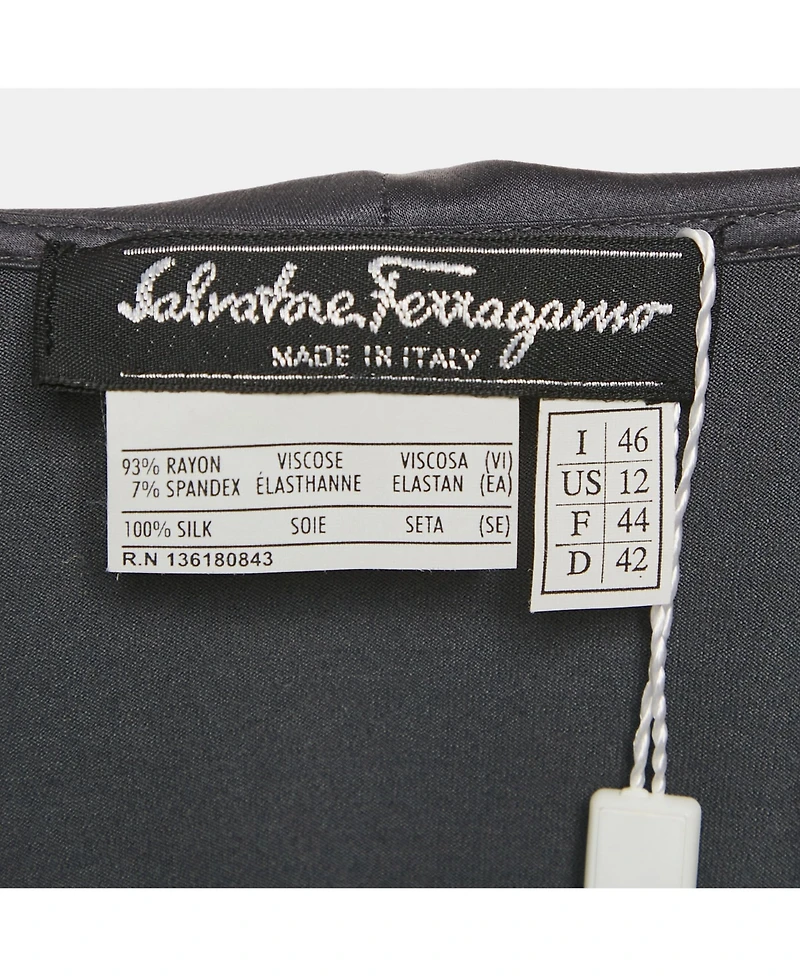 Salvatore Ferragamo
MADE IN ITALY
93% RAYON VISCOSE VISCOSA (VI)
7% SPANDEX ÉLASTHANNE ELASTAN (EA)
100% SILK SOIE SETA (SE)
R.N 136180843
I 46
US 12
F 44
D 42